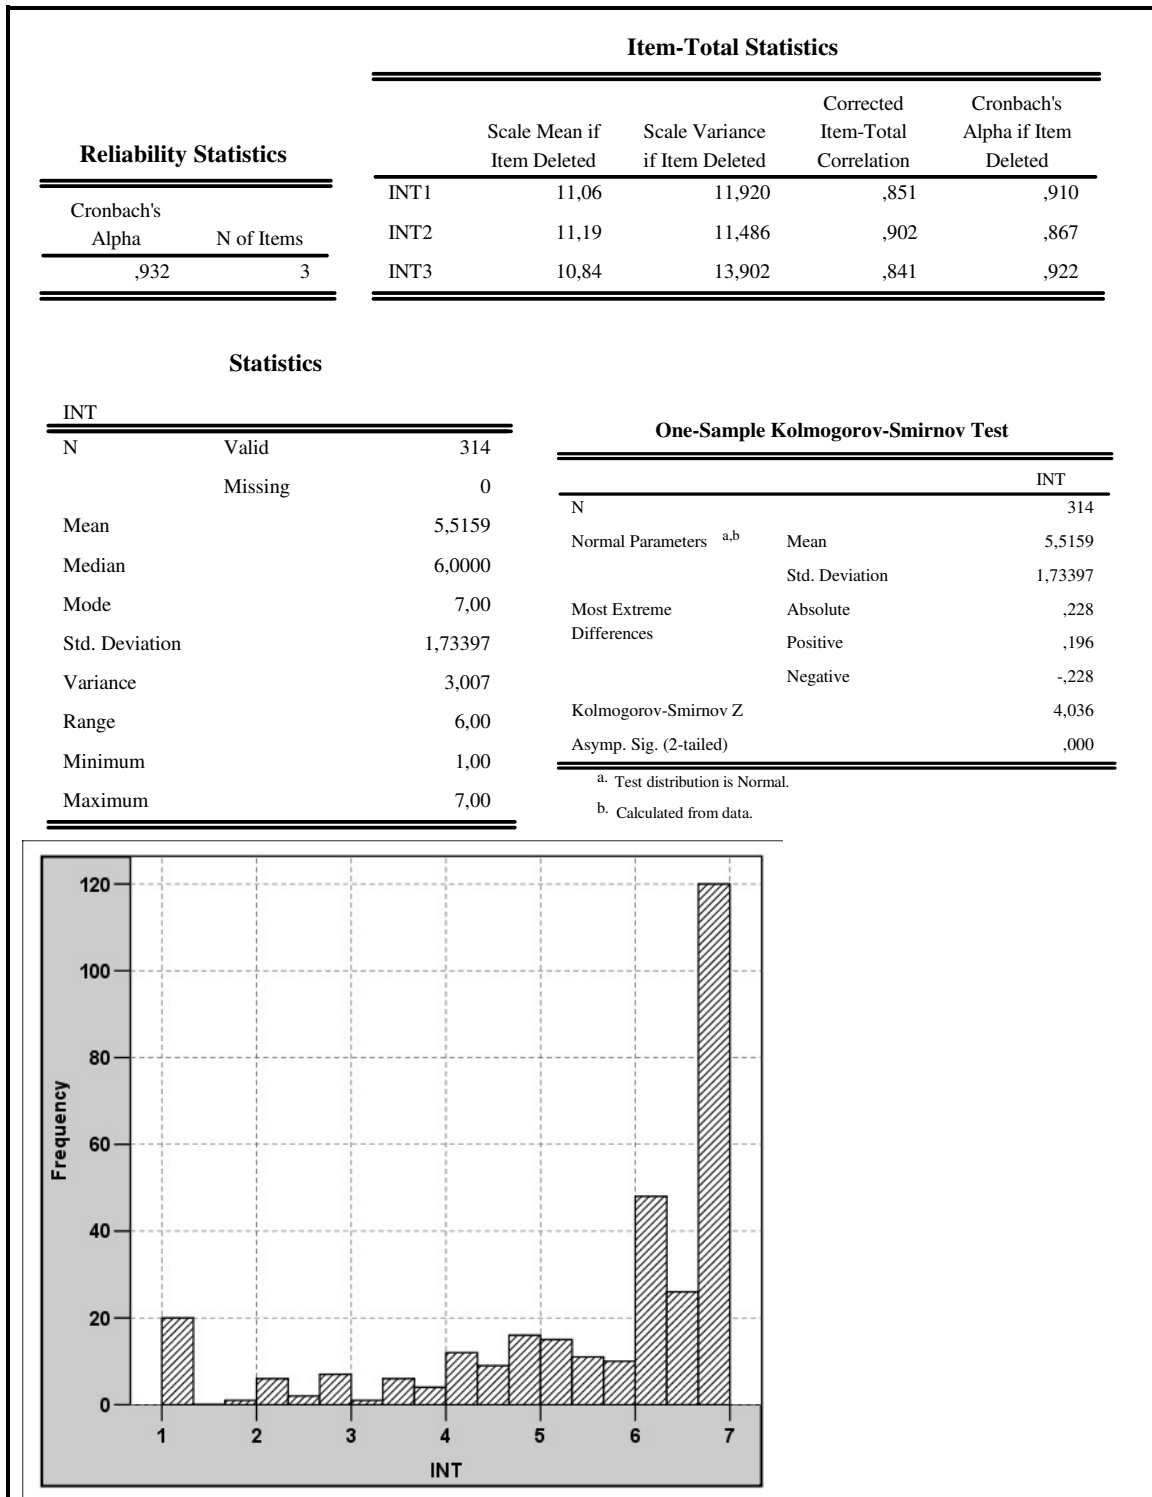 Item-Total Statistics
Reliability Statistics
Cronbach's
Alpha N of Items
,932 3
Scale Mean if Item Deleted Scale Variance if Item Deleted Corrected Item-Total Correlation Cronbach's Alpha if Item Deleted
INT1 11,06 11,920 ,851 ,910
INT2 11,19 11,486 ,902 ,867
INT3 10,84 13,902 ,841 ,922
Statistics
INT
N Valid 314
Missing 0
Mean 5,5159
Median 6,0000
Mode 7,00
Std. Deviation 1,73397
Variance 3,007
Range 6,00
Minimum 1,00
Maximum 7,00
One-Sample Kolmogorov-Smirnov Test
INT
N 314
Normal Parameters a,b Mean 5,5159
Std. Deviation 1,73397
Most Extreme Differences Absolute ,228
Positive ,196
Negative -,228
Kolmogorov-Smirnov Z 4,036
Asymp. Sig. (2-tailed) ,000
a. Test distribution is Normal.
b. Calculated from data.
Frequency
120
100
80
60
40
20
0
1 2 3 4 5 6 7
INT